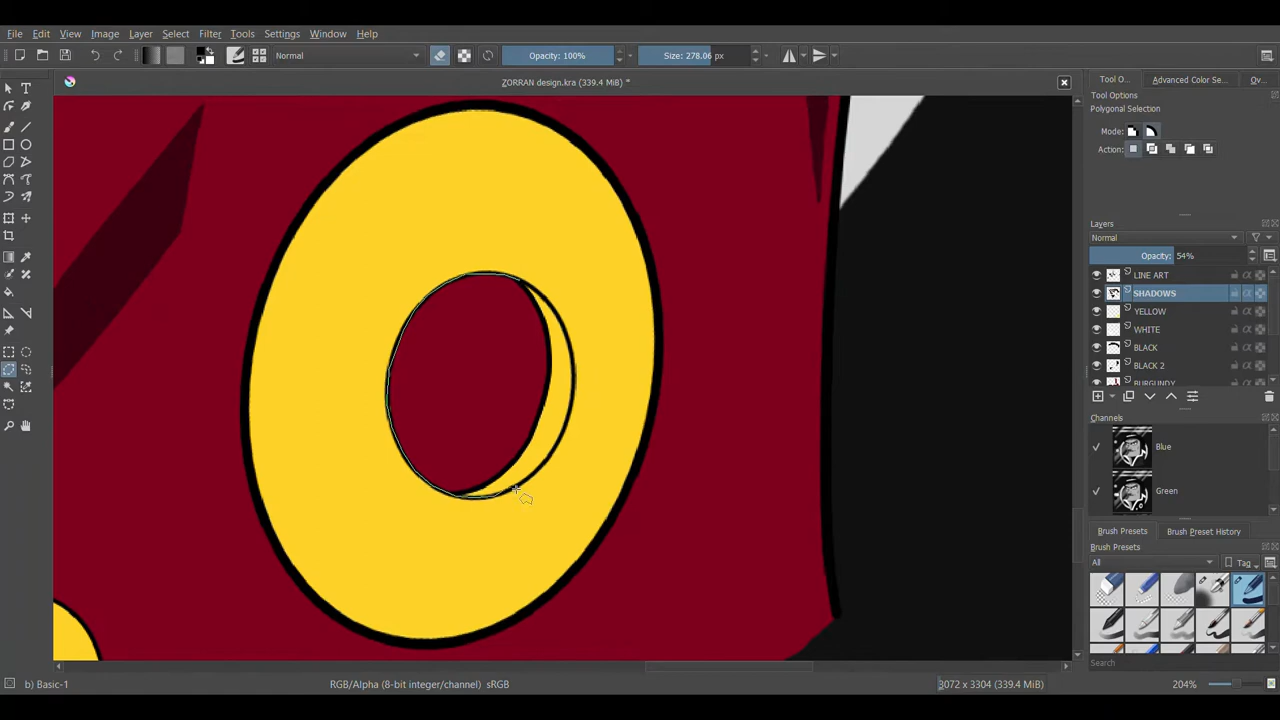 File Edit View Image Layer Select Filter Tools Settings Window Help
Normal Opacity: 100% Size: 278.06 px
ZORRAN design.kra (339.4 MiB) *
Tool O... Advanced Color Se... Ov...
Tool Options
Polygonal Selection
Mode:
Action:
Layers
Normal
Opacity: 54%
LINE ART
SHADOWS
YELLOW
WHITE
BLACK
BLACK 2
BURGUNDY
Channels
Blue
Green
Brush Presets Brush Preset History
Brush Presets
All Tag
Search
b) Basic-1 RGB/Alpha (8-bit integer/channel) sRGB 3072 x 3304 (339.4 MiB) 204%